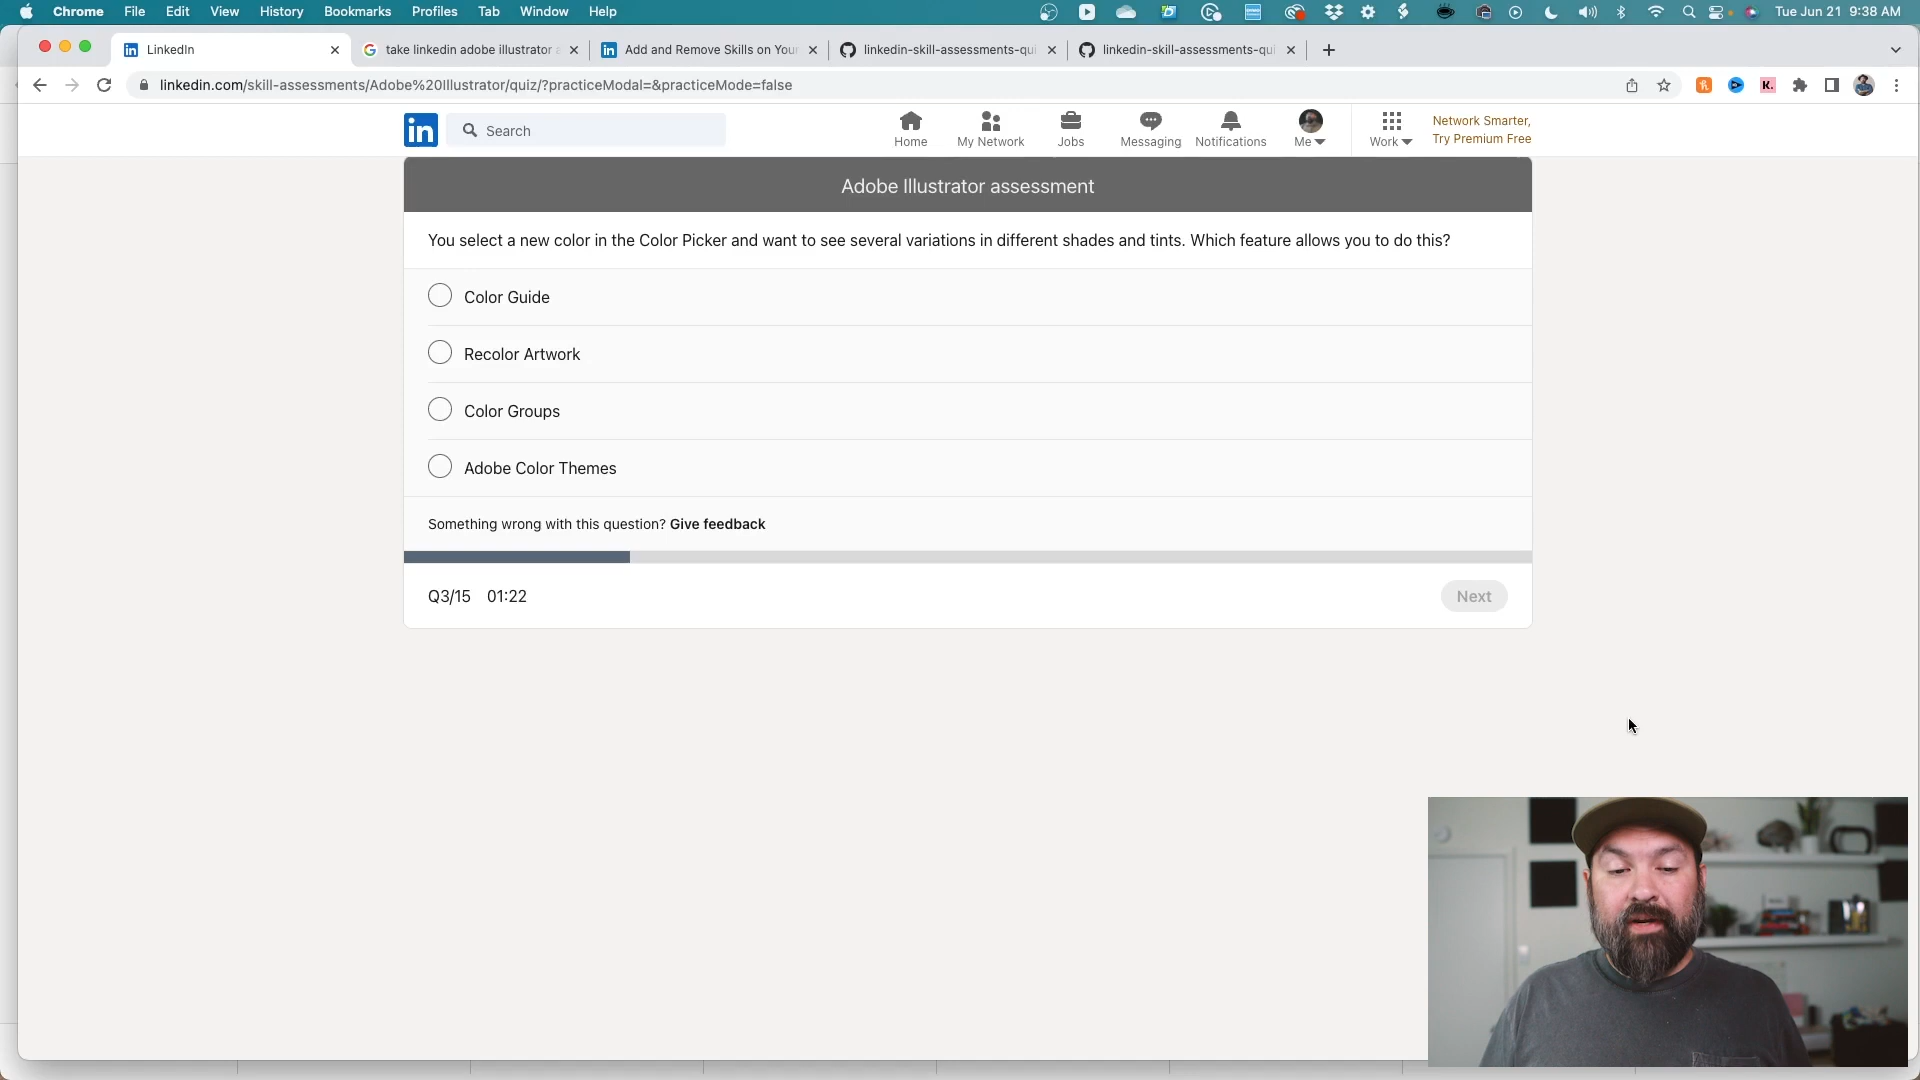 Chrome File Edit View History Bookmarks Profiles Tab Window Help Tue Jun 21 9:38 AM
LinkedIn take linkedin adobe illustrator Add and Remove Skills on You linkedin-skill-assessments-qui linkedin-skill-assessments-qui
linkedin.com/skill-assessments/Adobe%20Illustrator/quiz/?practiceModal=&practiceMode=false
in Search Home My Network Jobs Messaging Notifications Me Work Network Smarter,
Try Premium Free
Adobe Illustrator assessment
You select a new color in the Color Picker and want to see several variations in different shades and tints. Which feature allows you to do this?
Color Guide
Recolor Artwork
Color Groups
Adobe Color Themes
Something wrong with this question? Give feedback
Q3/15 01:22 Next